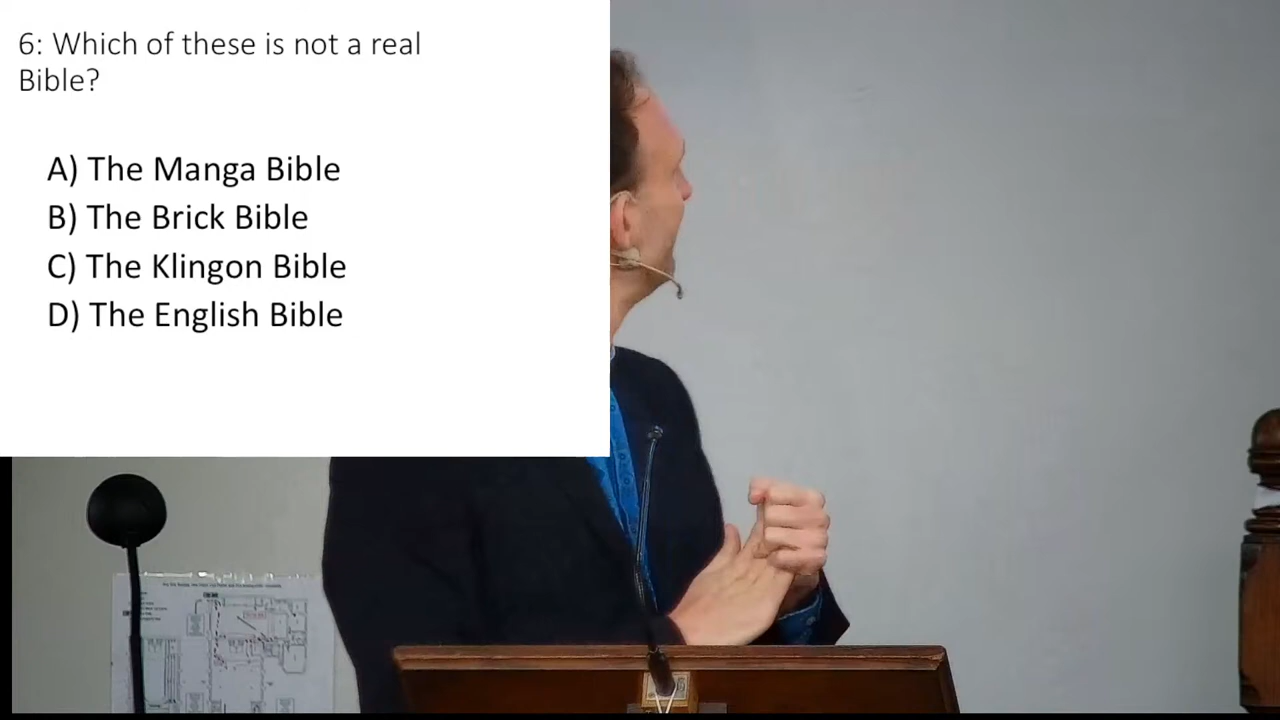 6: Which of these is not a real
Bible?
A) The Manga Bible
B) The Brick Bible
C) The Klingon Bible
D) The English Bible